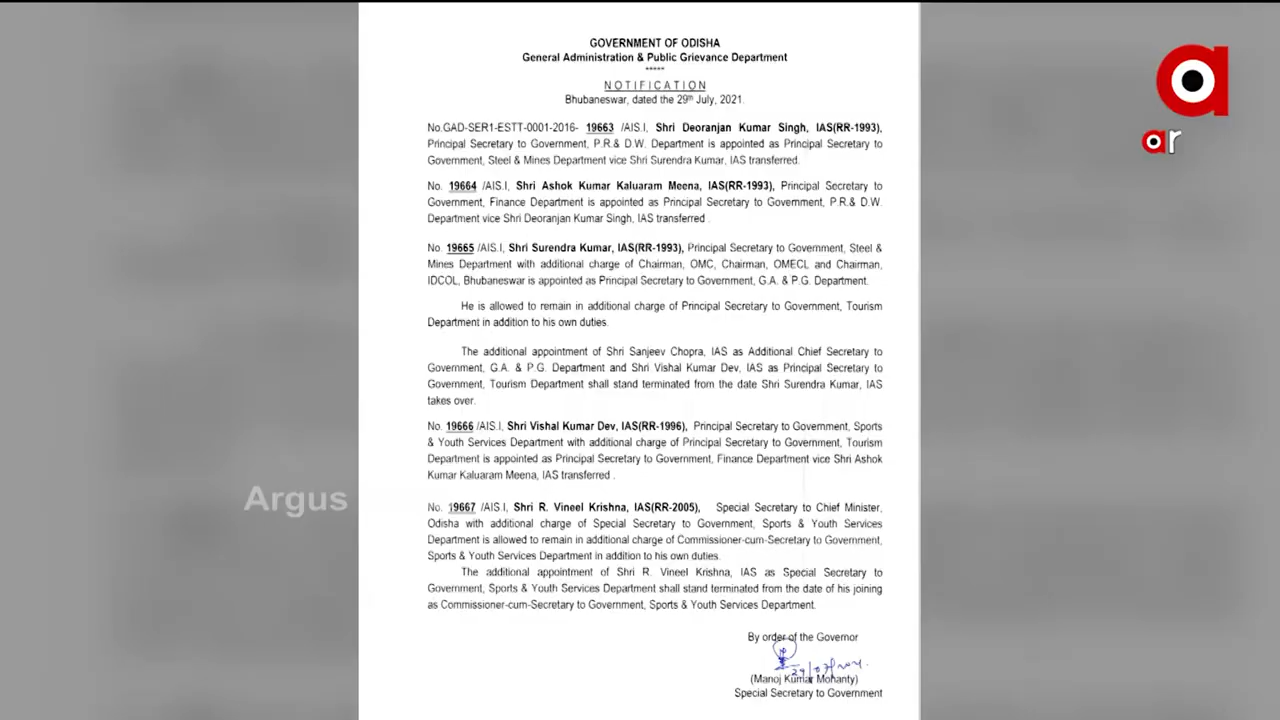 GOVERNMENT OF ODISHA
General Administration & Public Grievance Department
*****
NOTIFICATION
Bhubaneswar, dated the 29th July, 2021.
No.GAD-SER1-ESTT-0001-2016- 19663 /AIS.I, Shri Deoranjan Kumar Singh, IAS(RR-1993),
Principal Secretary to Government, P.R.& D.W. Department is appointed as Principal Secretary to
Government, Steel & Mines Department vice Shri Surendra Kumar, IAS transferred.
No. 19664 /AIS.I, Shri Ashok Kumar Kaluaram Meena, IAS(RR-1993), Principal Secretary to
Government, Finance Department is appointed as Principal Secretary to Government, P.R.& D.W.
Department vice Shri Deoranjan Kumar Singh, IAS transferred .
No. 19665 /AIS.I, Shri Surendra Kumar, IAS(RR-1993), Principal Secretary to Government, Steel &
Mines Department with additional charge of Chairman, OMC, Chairman, OMECL and Chairman,
IDCOL, Bhubaneswar is appointed as Principal Secretary to Government, G.A. & P.G. Department.
He is allowed to remain in additional charge of Principal Secretary to Government, Tourism
Department in addition to his own duties.
The additional appointment of Shri Sanjeev Chopra, IAS as Additional Chief Secretary to
Government, G.A. & P.G. Department and Shri Vishal Kumar Dev, IAS as Principal Secretary to
Government, Tourism Department shall stand terminated from the date Shri Surendra Kumar, IAS
takes over.
No. 19666 /AIS.I, Shri Vishal Kumar Dev, IAS(RR-1996), Principal Secretary to Government, Sports
& Youth Services Department with additional charge of Principal Secretary to Government, Tourism
Department is appointed as Principal Secretary to Government, Finance Department vice Shri Ashok
Kumar Kaluaram Meena, IAS transferred .
Argus
No. 19667 /AIS.I, Shri R. Vineel Krishna, IAS(RR-2005), Special Secretary to Chief Minister,
Odisha with additional charge of Special Secretary to Government, Sports & Youth Services
Department is allowed to remain in additional charge of Commissioner-cum-Secretary to Government,
Sports & Youth Services Department in addition to his own duties.
The additional appointment of Shri R. Vineel Krishna, IAS as Special Secretary to
Government, Sports & Youth Services Department shall stand terminated from the date of his joining
as Commissioner-cum-Secretary to Government, Sports & Youth Services Department.
By order of the Governor
(Manoj Kumar Mohanty)
Special Secretary to Government
a
ar